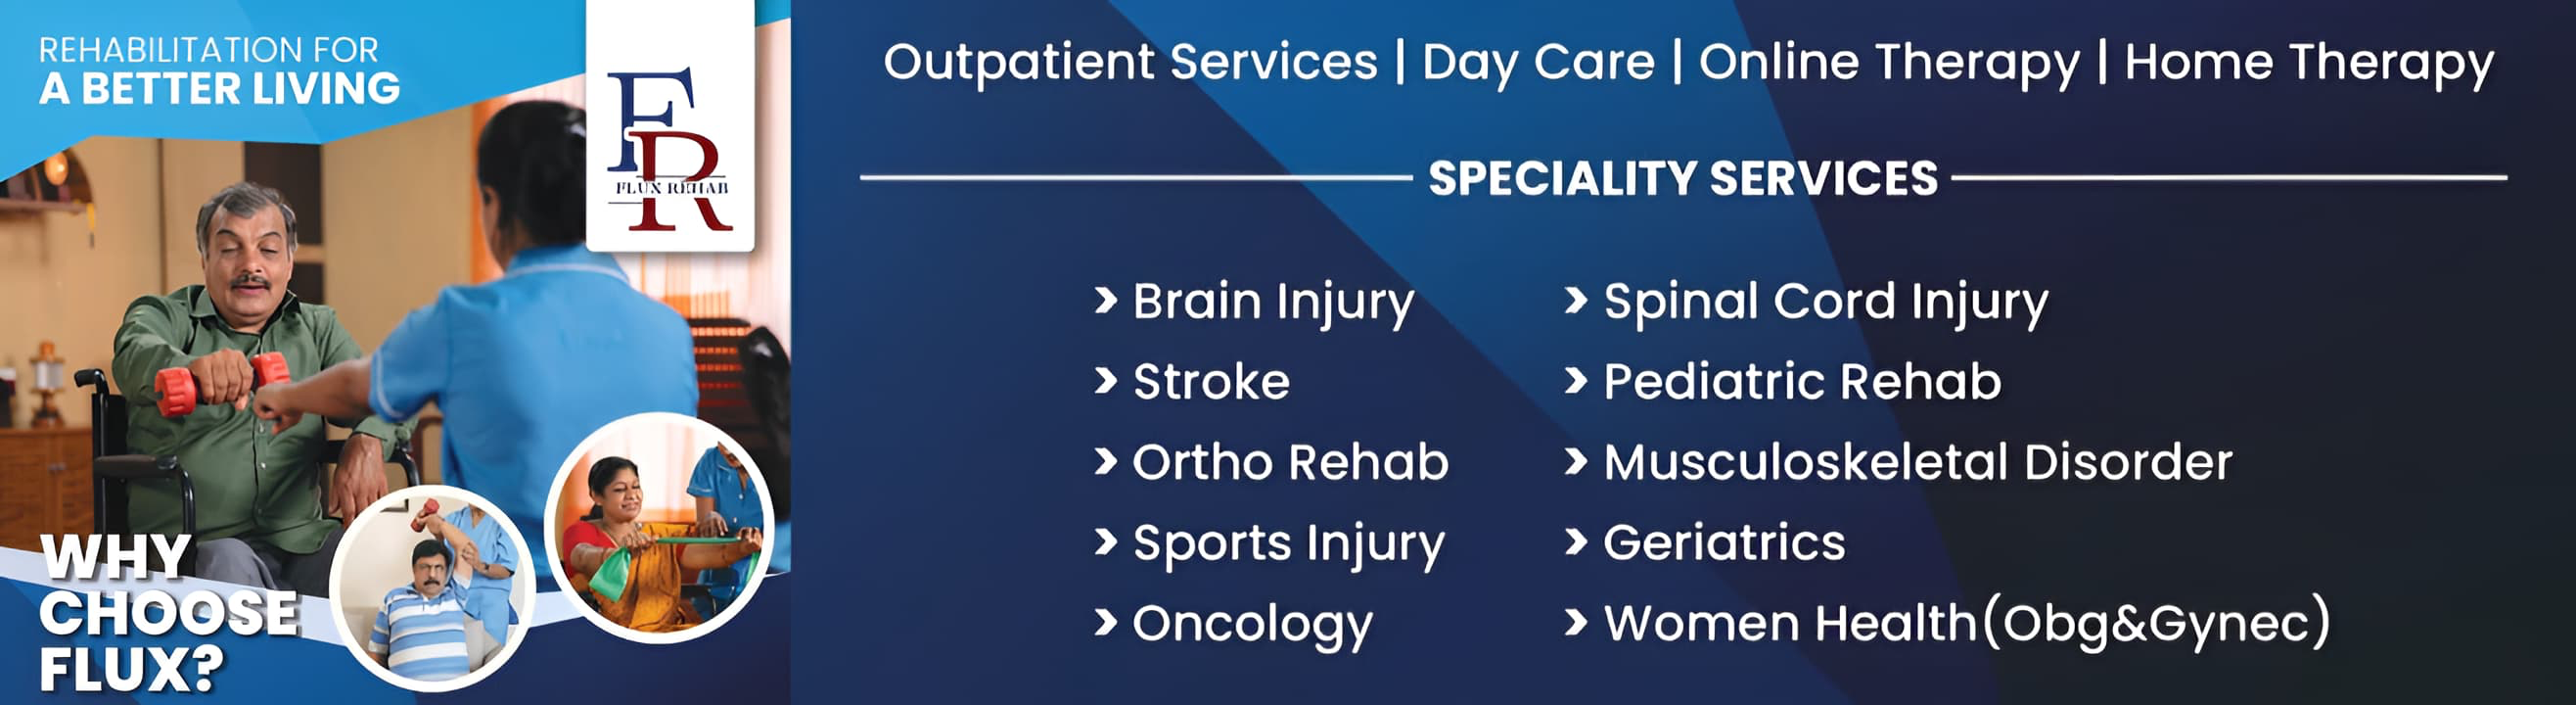 REHABILITATION FOR
A BETTER LIVING
FR
FLUX REHAB
WHY
CHOOSE
FLUX?
Outpatient Services | Day Care | Online Therapy | Home Therapy
SPECIALITY SERVICES
Brain Injury
Stroke
Ortho Rehab
Sports Injury
Oncology
Spinal Cord Injury
Pediatric Rehab
Musculoskeletal Disorder
Geriatrics
Women Health(Obg&Gynec)